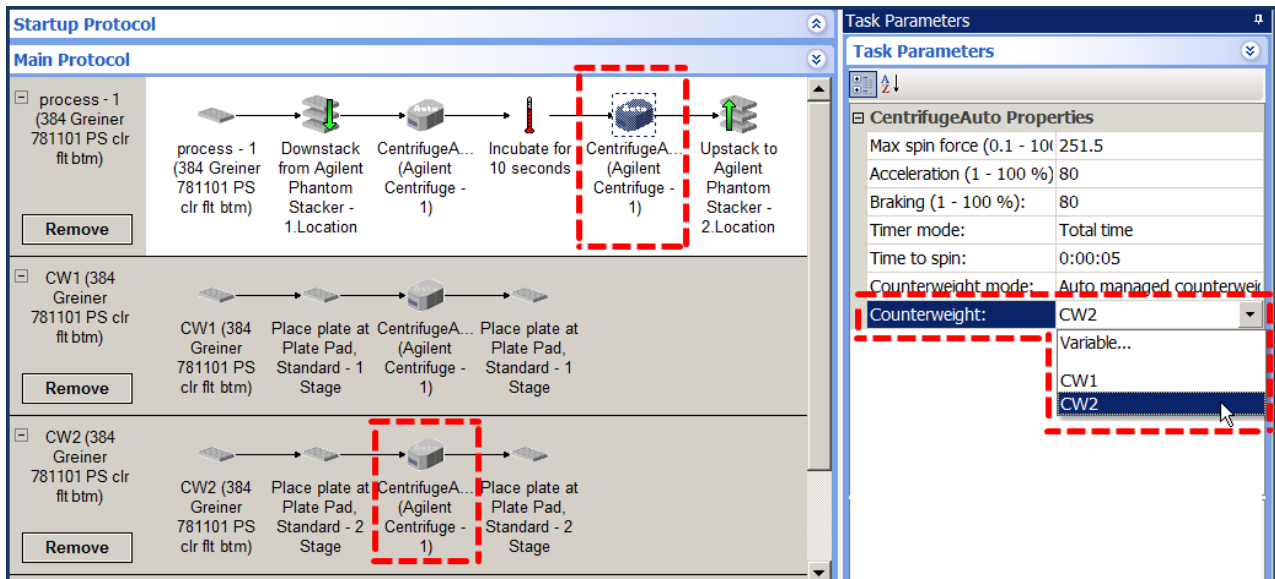 Startup Protocol
Main Protocol
process - 1
(384 Greiner
781101 PS clr
flt btm)
Remove
process - 1
(384 Greiner
781101 PS
clr flt btm)
Downstack
from Agilent
Phantom
Stacker -
1.Location
CentrifugeA...
(Agilent
Centrifuge -
1)
Incubate for
10 seconds
CentrifugeA...
(Agilent
Centrifuge -
1)
Upstack to
Agilent
Phantom
Stacker -
2.Location
CW1 (384
Greiner
781101 PS clr
flt btm)
Remove
CW1 (384
Greiner
781101 PS
clr flt btm)
Place plate at
Plate Pad,
Standard - 1
Stage
CentrifugeA...
(Agilent
Centrifuge -
1)
Place plate at
Plate Pad,
Standard - 1
Stage
CW2 (384
Greiner
781101 PS clr
flt btm)
Remove
CW2 (384
Greiner
781101 PS
clr flt btm)
Place plate at
Plate Pad,
Standard - 2
Stage
CentrifugeA...
(Agilent
Centrifuge -
1)
Place plate at
Plate Pad,
Standard - 2
Stage
Task Parameters
Task Parameters
CentrifugeAuto Properties
Max spin force (0.1 - 100 251.5
Acceleration (1 - 100 %) 80
Braking (1 - 100 %): 80
Timer mode: Total time
Time to spin: 0:00:05
Counterweight mode: Auto managed counterweig
Counterweight: CW2
Variable...
CW1
CW2